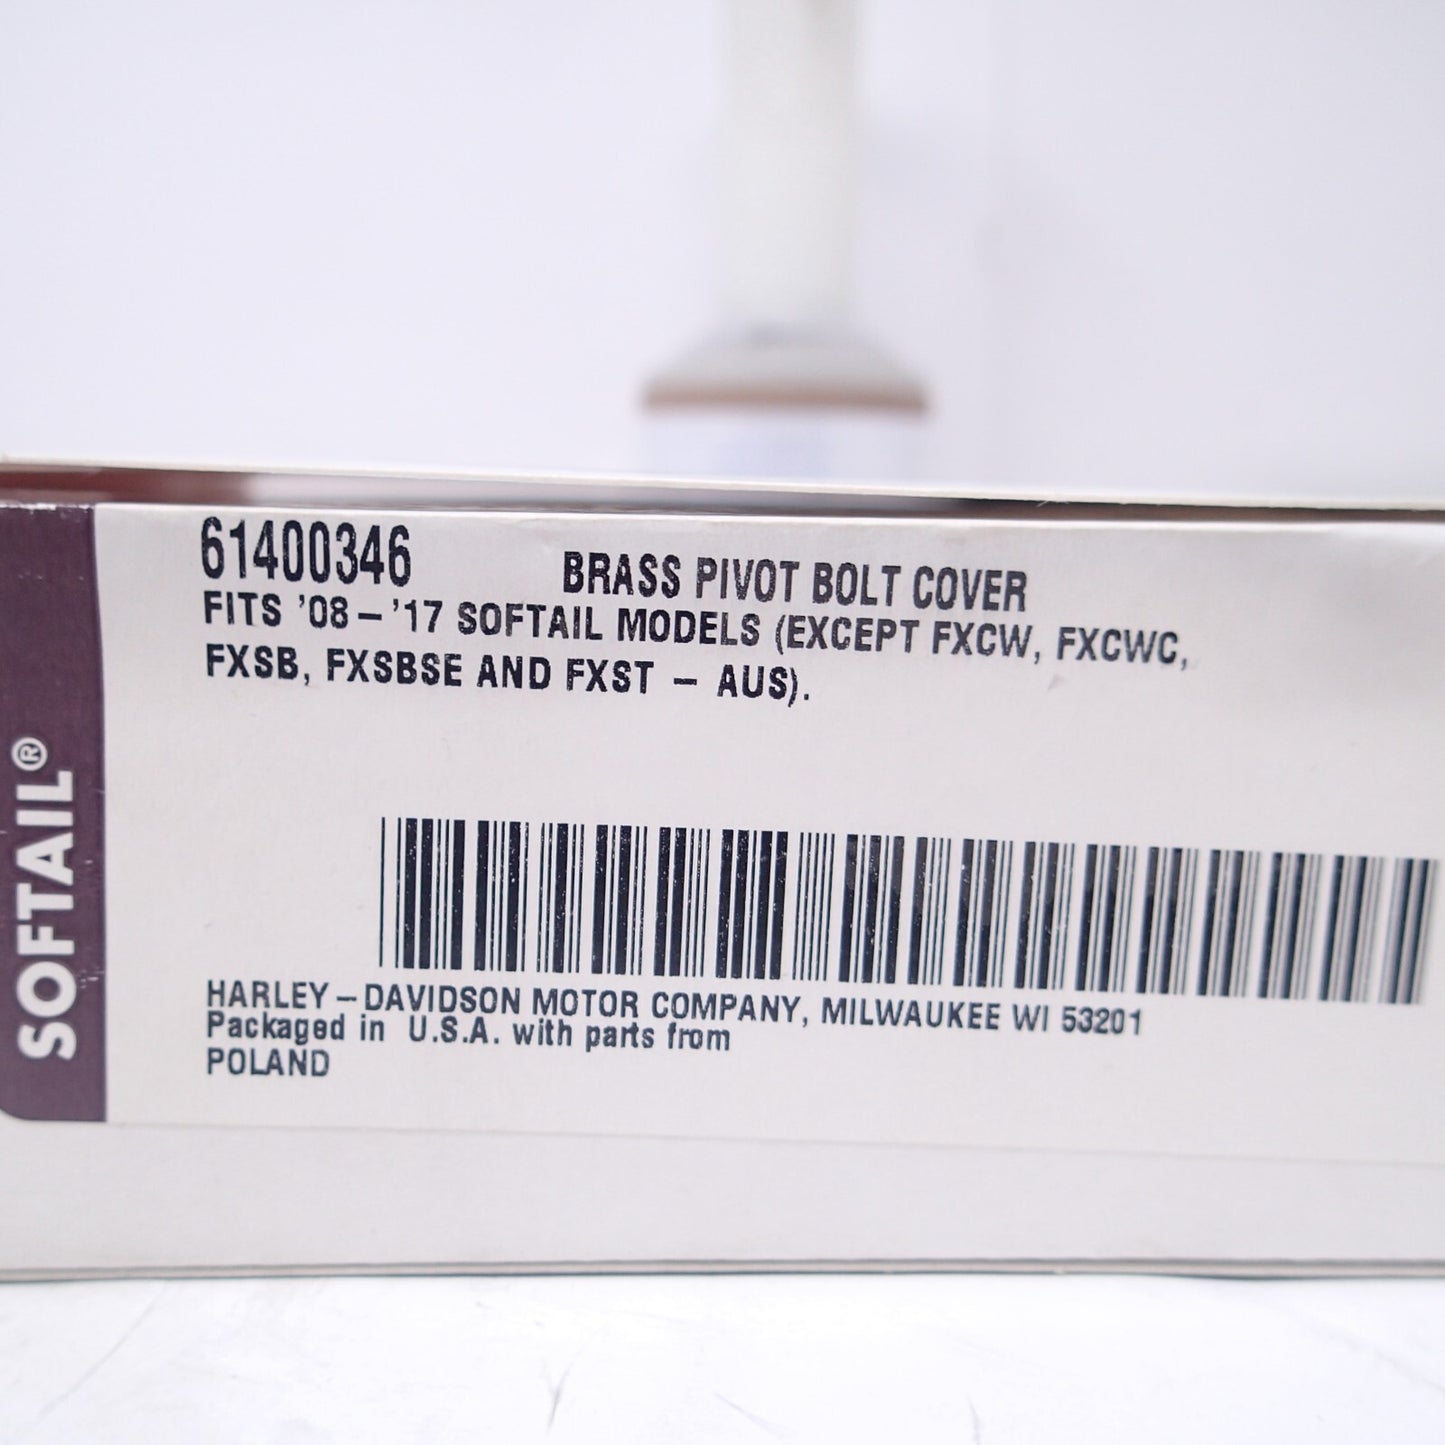 61400346 BRASS PIVOT BOLT COVER
FITS '08-'17 SOFTAIL MODELS (EXCEPT FXCW, FXCWC,
FXSB, FXSBSE AND FXST - AUS).
HARLEY-DAVIDSON MOTOR COMPANY, MILWAUKEE WI 53201
Packaged in U.S.A. with parts from
POLAND
SOFTAIL®